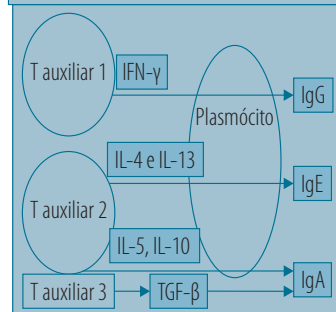 T auxiliar 1
IFN-γ
IgG
Plasmócito
IL-4 e IL-13
IgE
T auxiliar 2
IL-5, IL-10
IgA
T auxiliar 3
TGF-β